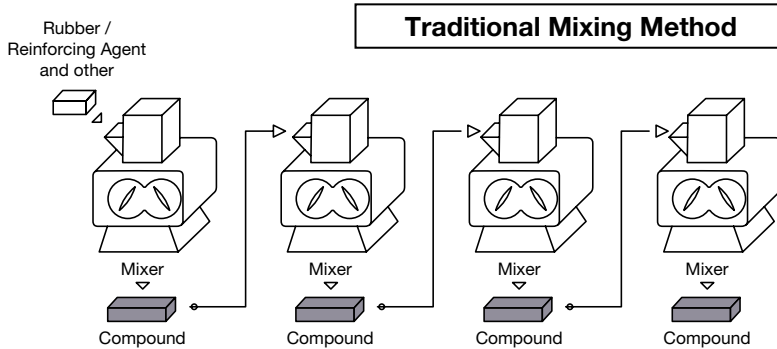 Traditional Mixing Method
Rubber /
Reinforcing Agent
and other
Mixer
Mixer
Mixer
Mixer
Compound
Compound
Compound
Compound